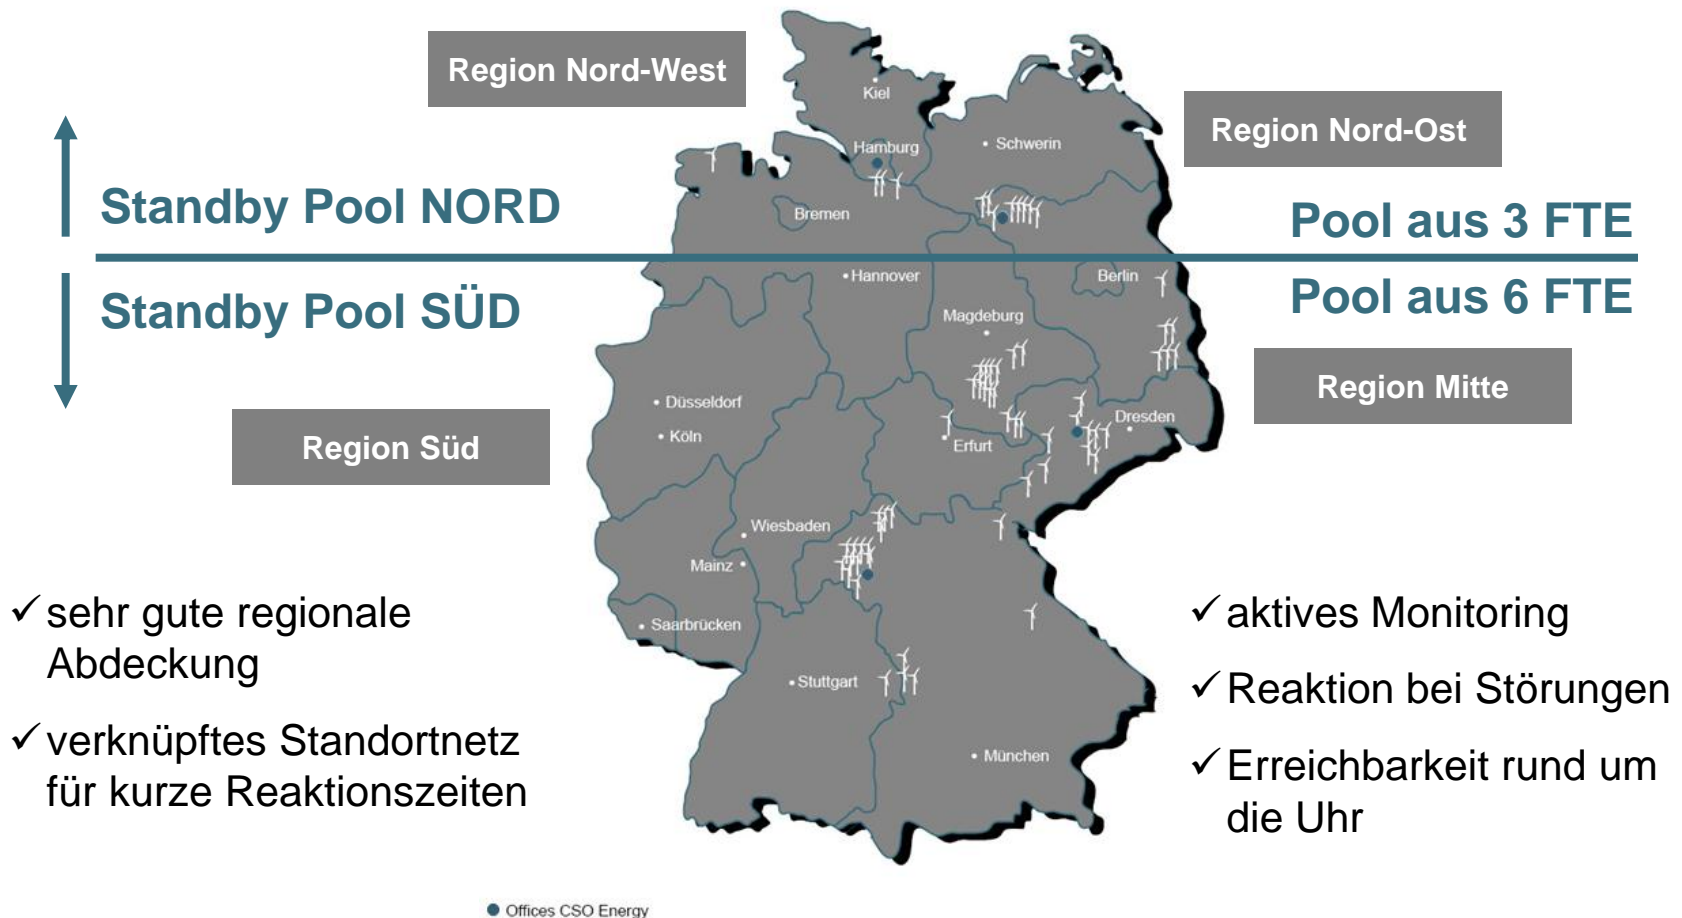 Region Nord-West
Region Nord-Ost
Kiel
Schwerin
Hamburg
Bremen
Standby Pool NORD
Pool aus 3 FTE
Hannover
Berlin
Standby Pool SÜD
Pool aus 6 FTE
Magdeburg
Region Mitte
Düsseldorf
Dresden
Köln
Erfurt
Region Süd
Wiesbaden
Mainz
Saarbrücken
Stuttgart
München
✓ sehr gute regionale
Abdeckung
✓ verknüpftes Standortnetz
für kurze Reaktionszeiten
✓ aktives Monitoring
✓ Reaktion bei Störungen
✓ Erreichbarkeit rund um
die Uhr
Offices CSO Energy